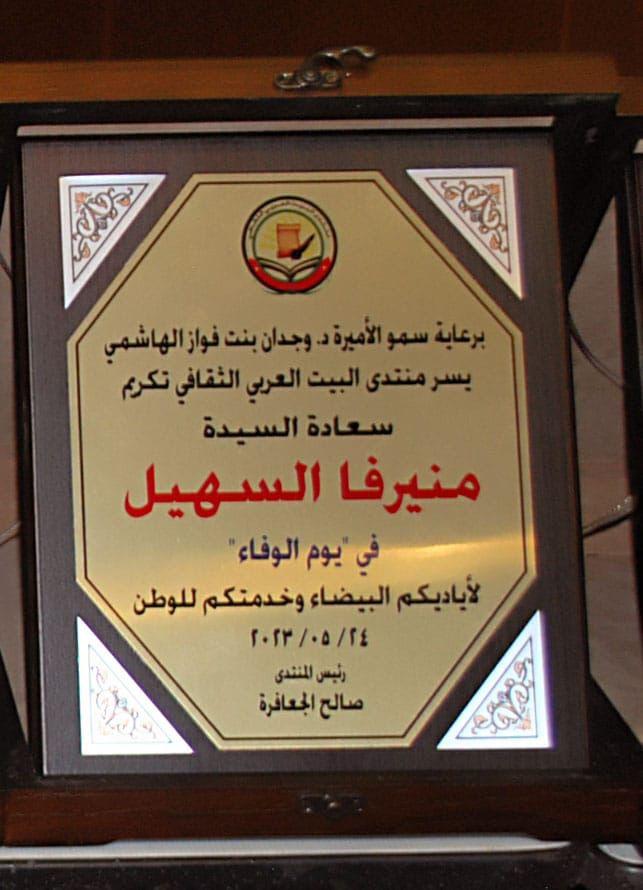 برعاية سمو الأميرة د. وجدان بنت فواز الهاشمي
يسر منتدى البيت العربي الثقافي تكريم
سعادة السيدة
منيرفا السهيل
في "يوم الوفاء"
لأياديكم البيضاء وخدمتكم للوطن
٢٠٢٣/٠٥/٢٤
رئيس المنتدى
صالح الجعافرة